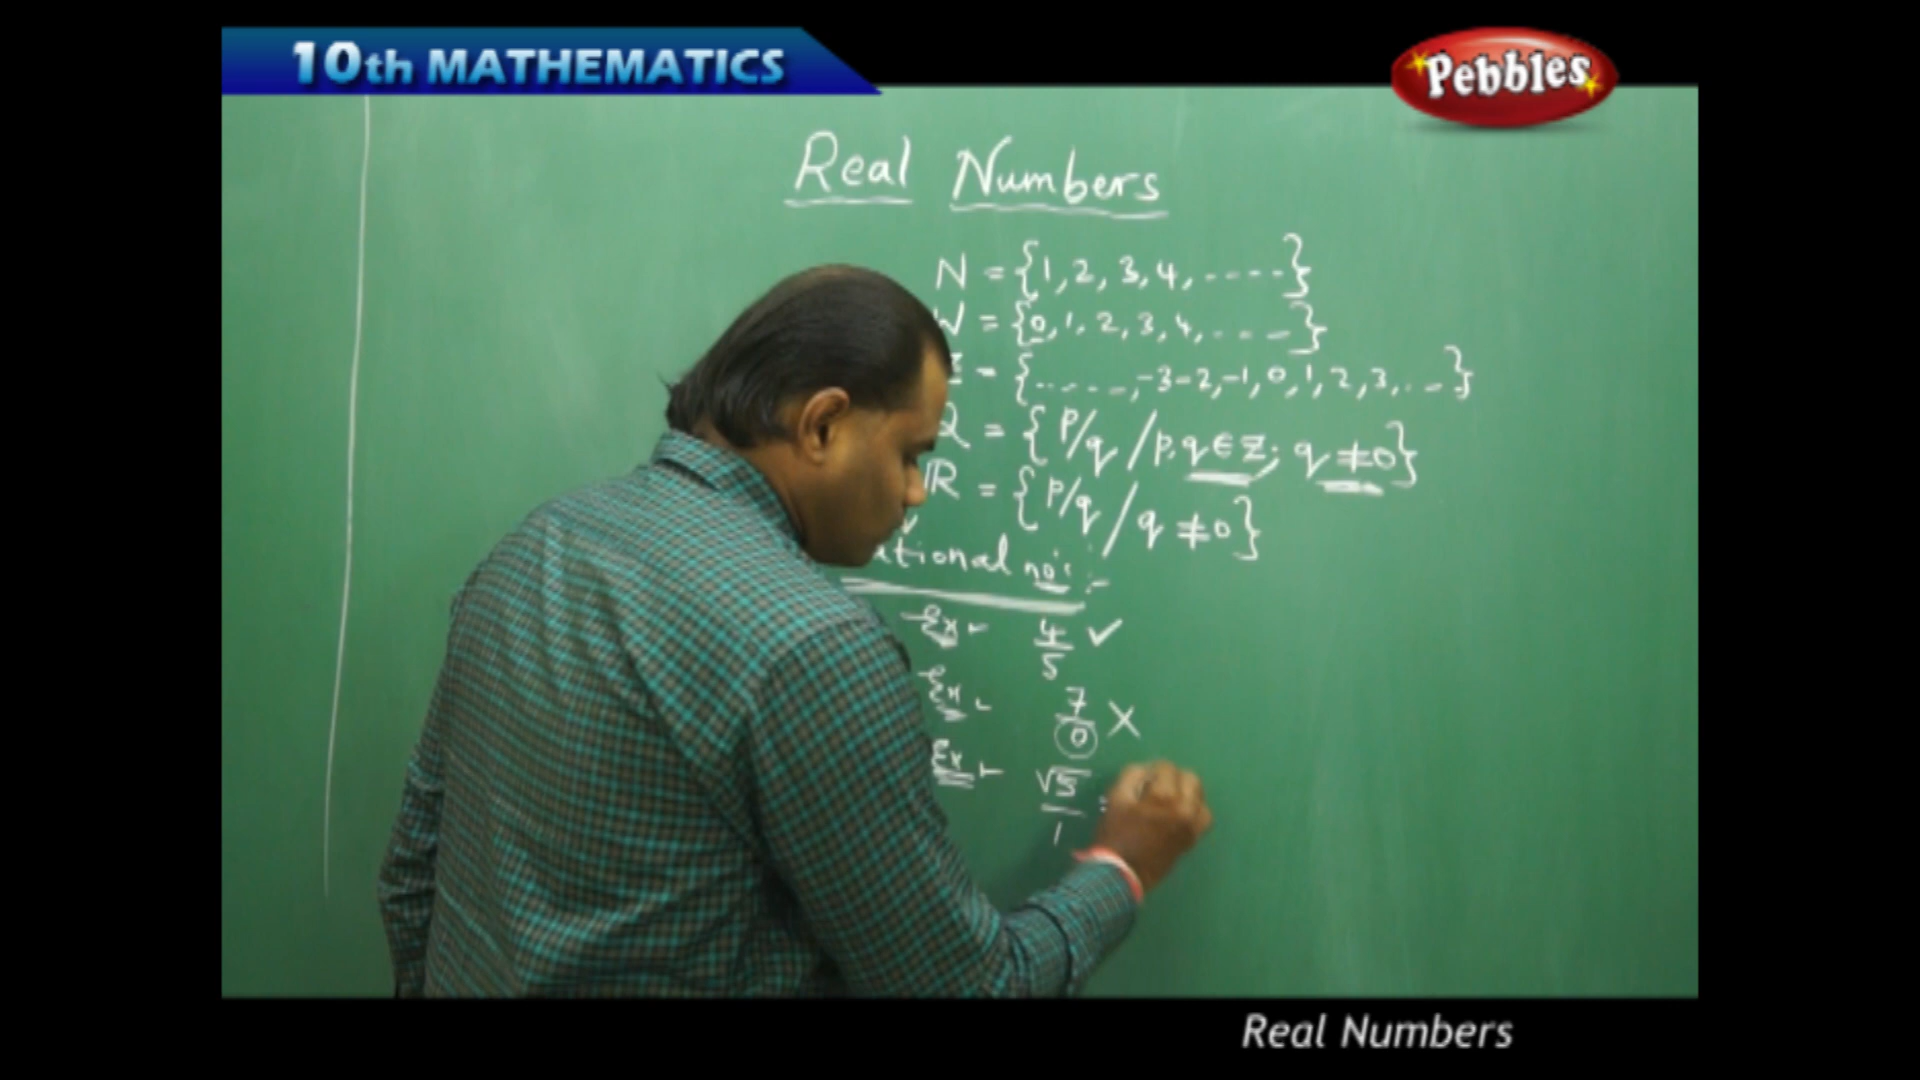 10th MATHEMATICS
Pebbles
Real Numbers
N = {1, 2, 3, 4, .....}
W = {0, 1, 2, 3, 4, .....}
= {....., -3 -2, -1, 0, 1, 2, 3, ...}
Q = {p/q / p, q ∈ Z; q ≠ 0}
R = {p/q / q ≠ 0}
ational no's :-
Ex - 4/5 ✓
Ex - 7/0 X
Ex - √5/1 =
Real Numbers